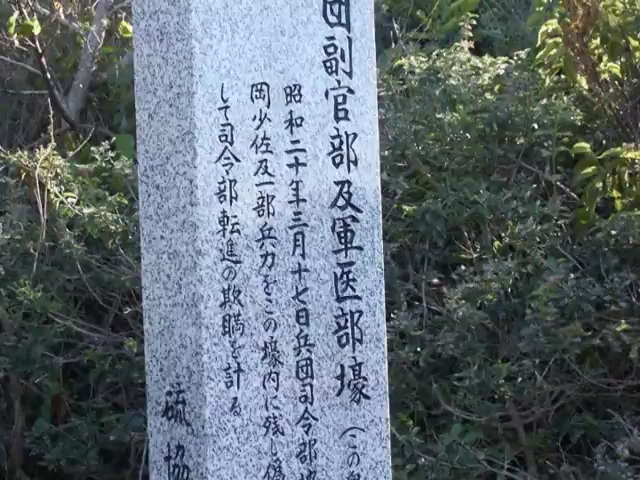 団副官部及軍医部壕(この
昭和二十年三月十七日兵団司令部
岡少佐及一部兵力をこの壕内に残し偽
して司令部転進の欺瞞を計る
硫協